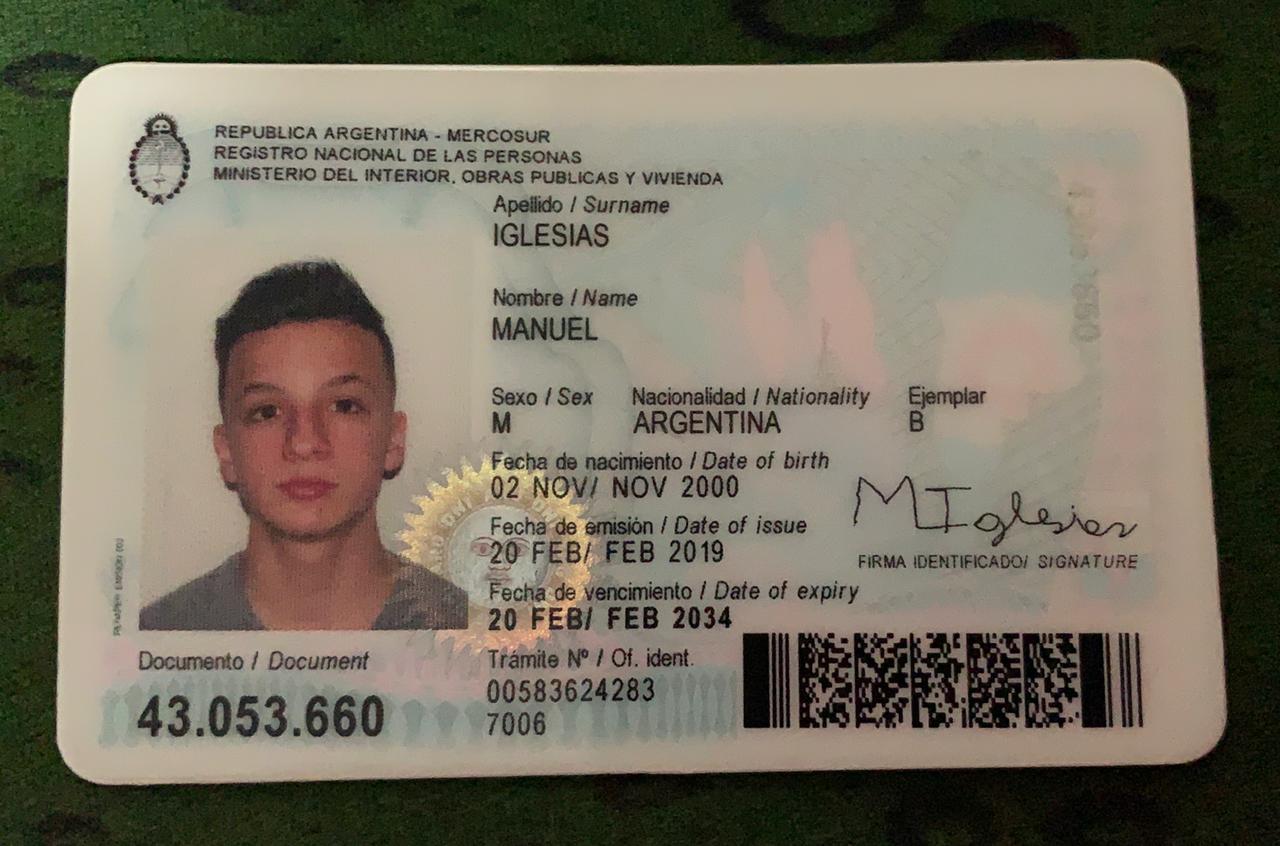 REPUBLICA ARGENTINA - MERCOSUR
REGISTRO NACIONAL DE LAS PERSONAS
MINISTERIO DEL INTERIOR, OBRAS PUBLICAS Y VIVIENDA
Apellido / Surname
IGLESIAS
Nombre / Name
MANUEL
Sexo / Sex Nacionalidad / Nationality Ejemplar
M ARGENTINA B
Fecha de nacimiento / Date of birth
02 NOV/ NOV 2000
Fecha de emisión / Date of issue
20 FEB/ FEB 2019
MIglesias
FIRMA IDENTIFICADO/ SIGNATURE
Fecha de vencimiento / Date of expiry
20 FEB/ FEB 2034
Documento / Document
43.053.660
Trámite Nº / Of. ident.
00583624283
7006